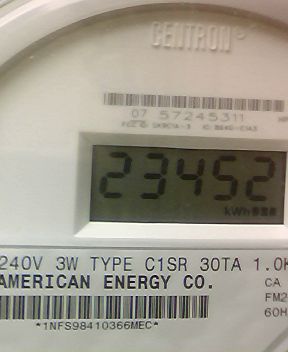 CENTRON®
07 57245311
23452
kWh
240V 3W TYPE C1SR 30TA 1.0K
CA
AMERICAN ENERGY CO.
FM2
60H
*1NFS98410366MEC*